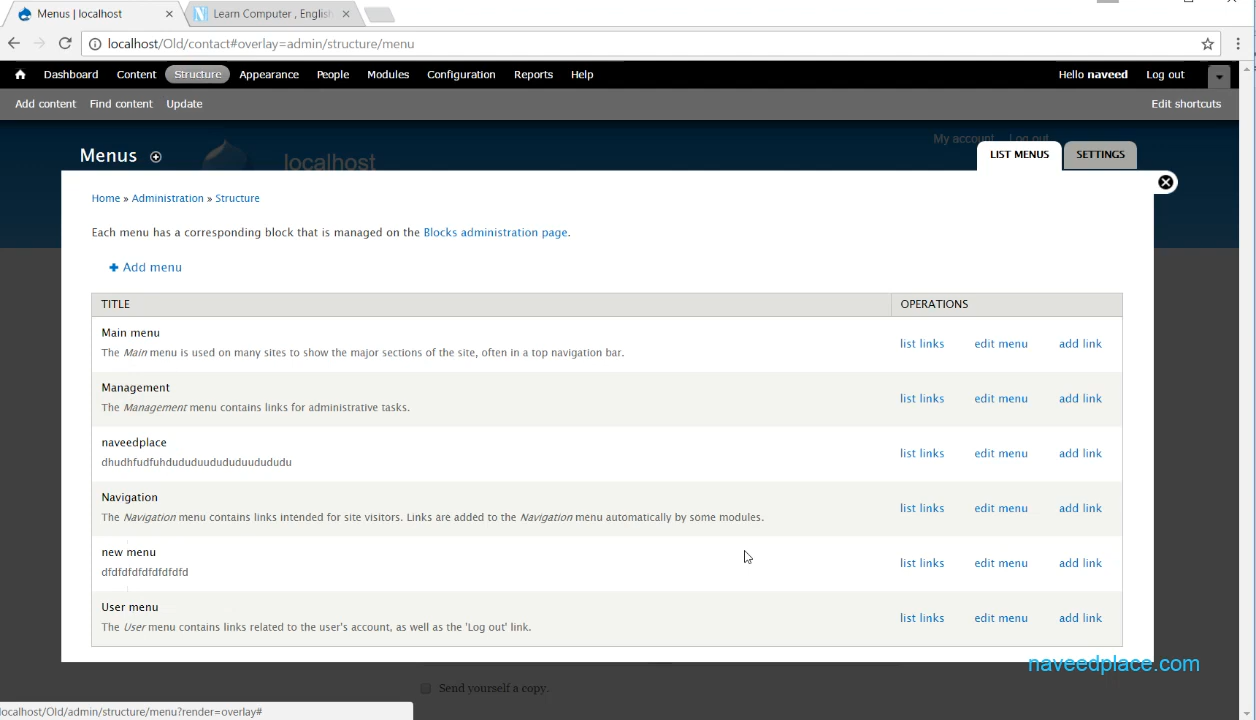 Menus | localhost
Learn Computer , English
localhost/Old/contact#overlay=admin/structure/menu
Dashboard Content Structure Appearance People Modules Configuration Reports Help Hello naveed Log out
Add content Find content Update Edit shortcuts
My account Log out
Menus localhost LIST MENUS SETTINGS
Home » Administration » Structure
Each menu has a corresponding block that is managed on the Blocks administration page.
Add menu
TITLE OPERATIONS
Main menu
The Main menu is used on many sites to show the major sections of the site, often in a top navigation bar.
list links edit menu add link
Management
The Management menu contains links for administrative tasks.
list links edit menu add link
naveedplace
dhudhfudfuhdududuudududuudududu
list links edit menu add link
Navigation
The Navigation menu contains links intended for site visitors. Links are added to the Navigation menu automatically by some modules.
list links edit menu add link
new menu
dfdfdfdfdfdfdfdfd
list links edit menu add link
User menu
The User menu contains links related to the user's account, as well as the 'Log out' link.
list links edit menu add link
naveedplace.com
Send yourself a copy.
localhost/Old/admin/structure/menu?render=overlay#